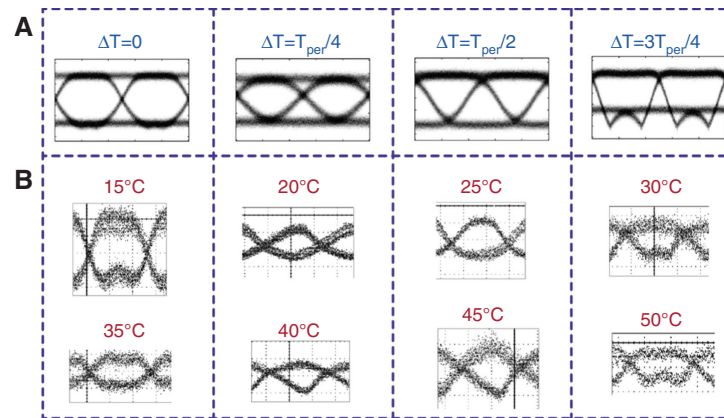 A
ΔT=0 ΔT=Tper/4 ΔT=Tper/2 ΔT=3Tper/4
B
15°C 20°C 25°C 30°C
35°C 40°C 45°C 50°C